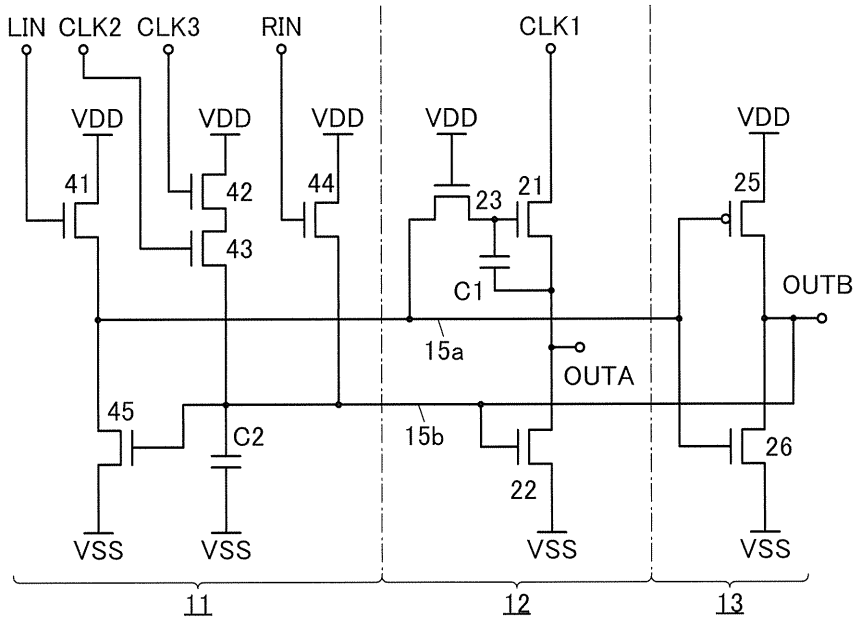 LIN CLK2 CLK3 RIN CLK1
VDD VDD VDD VDD VDD
41 42 44 23 21 25
43
C1
OUTB
15a
OUTA
45 C2 15b
22 26
VSS VSS VSS VSS
11 12 13